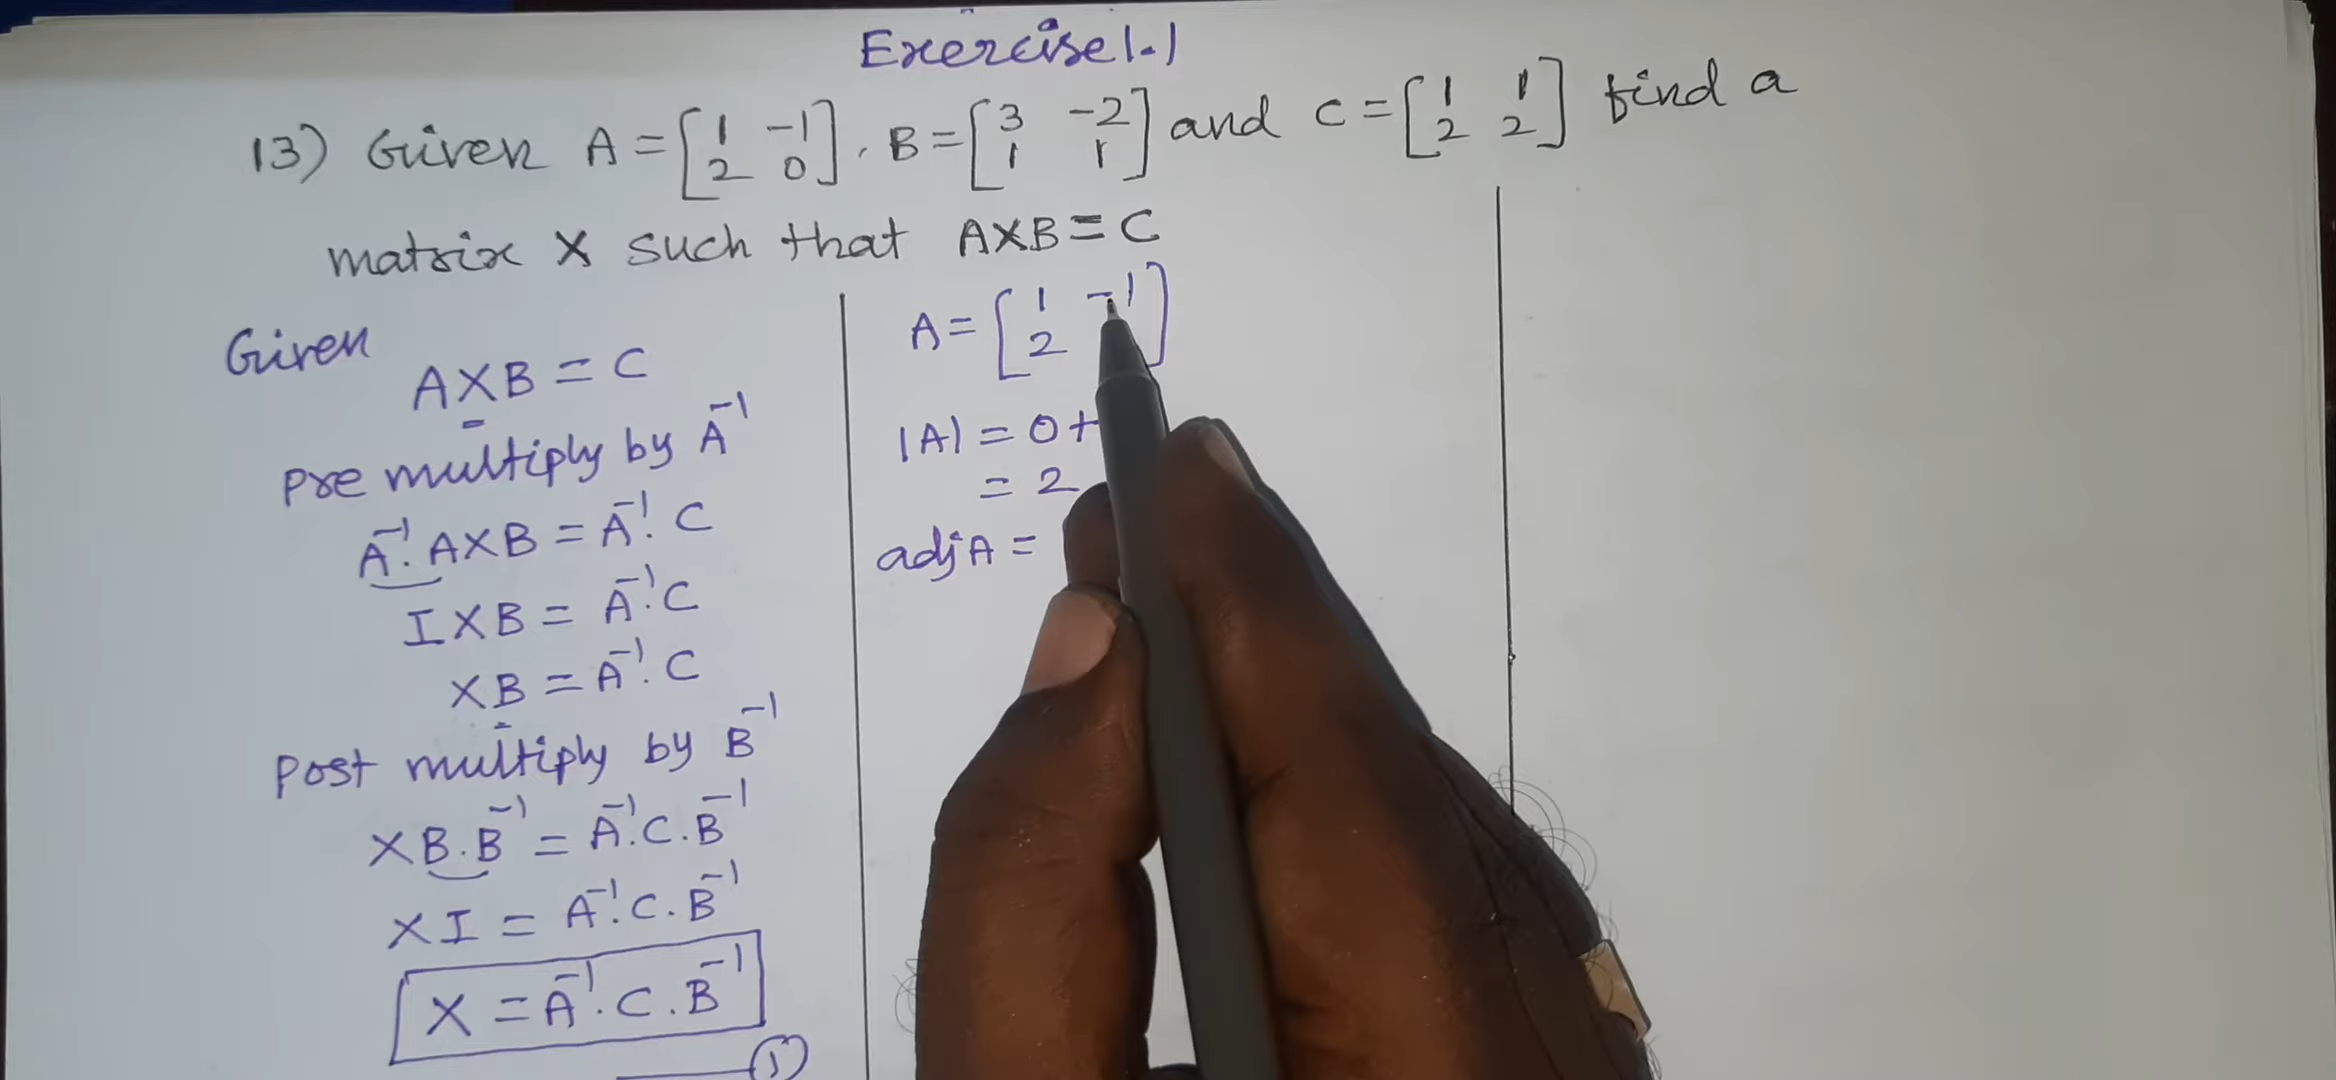 Exercise 1.1
13) Given A = [1 -1 2 0], B = [3 -2 1 1] and C = [1 1 2 2] find a
matrix X such that AXB = C
Given
AXB = C
pre multiply by A⁻¹
A⁻¹. AXB = A⁻¹. C
IXB = A⁻¹. C
XB = A⁻¹. C
post multiply by B⁻¹
XB.B⁻¹ = A⁻¹.C.B⁻¹
XI = A⁻¹.C.B⁻¹
X = A⁻¹.C.B⁻¹
①
A = [1 -1 2
|A| = 0+
= 2
adj A =